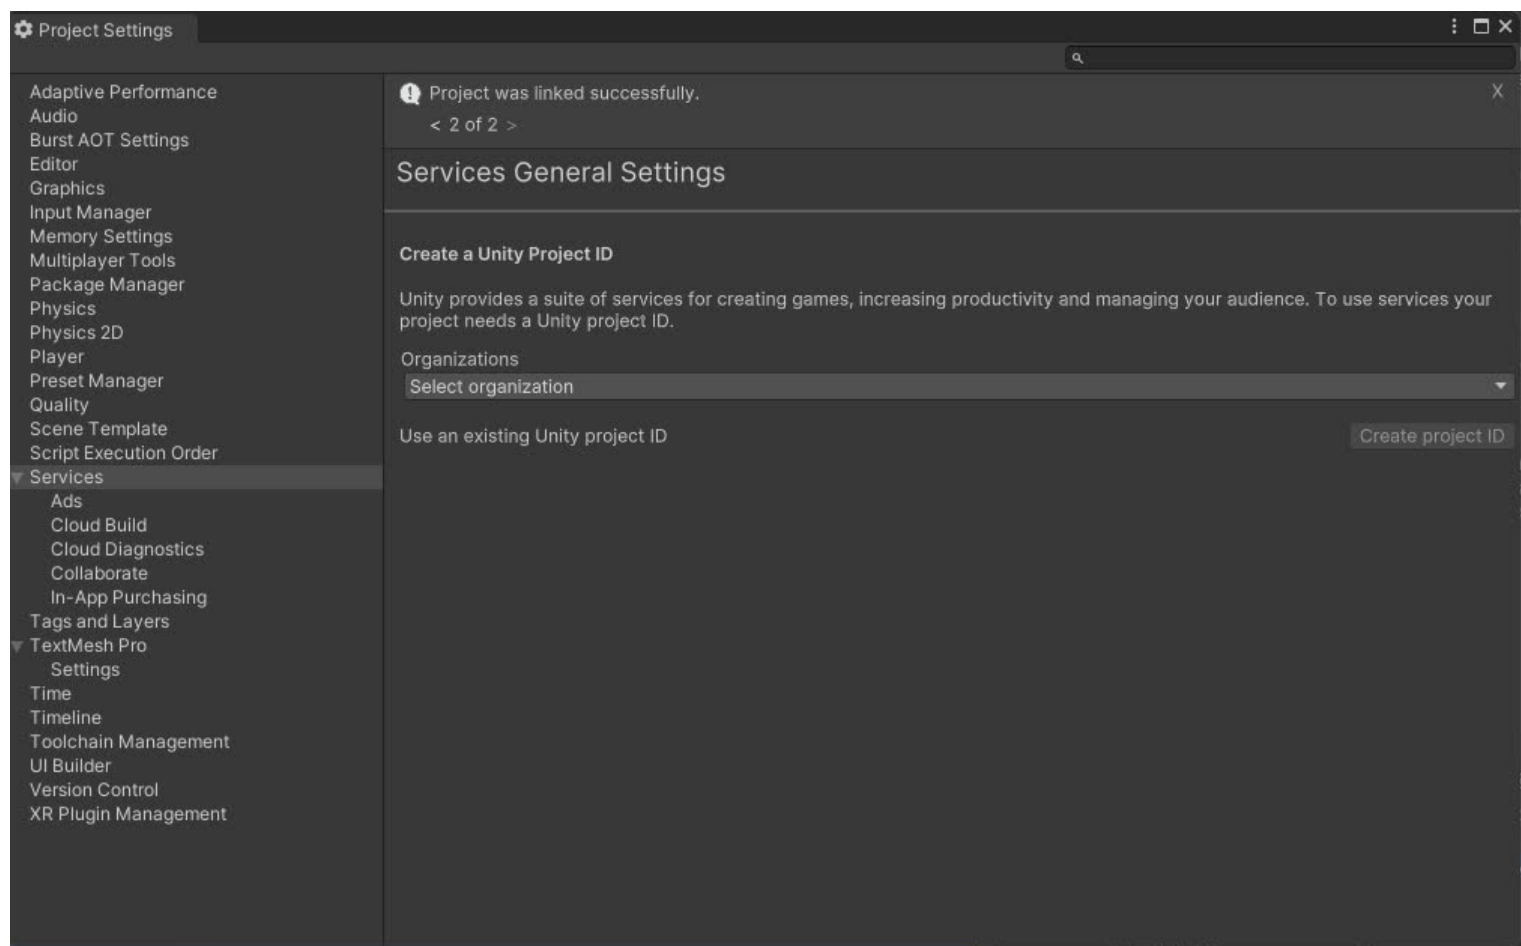 Project Settings
Adaptive Performance
Audio
Burst AOT Settings
Editor
Graphics
Input Manager
Memory Settings
Multiplayer Tools
Package Manager
Physics
Physics 2D
Player
Preset Manager
Quality
Scene Template
Script Execution Order
Services
Ads
Cloud Build
Cloud Diagnostics
Collaborate
In-App Purchasing
Tags and Layers
TextMesh Pro
Settings
Time
Timeline
Toolchain Management
UI Builder
Version Control
XR Plugin Management
Project was linked successfully.
X
< 2 of 2 >
Services General Settings
Create a Unity Project ID
Unity provides a suite of services for creating games, increasing productivity and managing your audience. To use services your
project needs a Unity project ID.
Organizations
Select organization
Use an existing Unity project ID
Create project ID